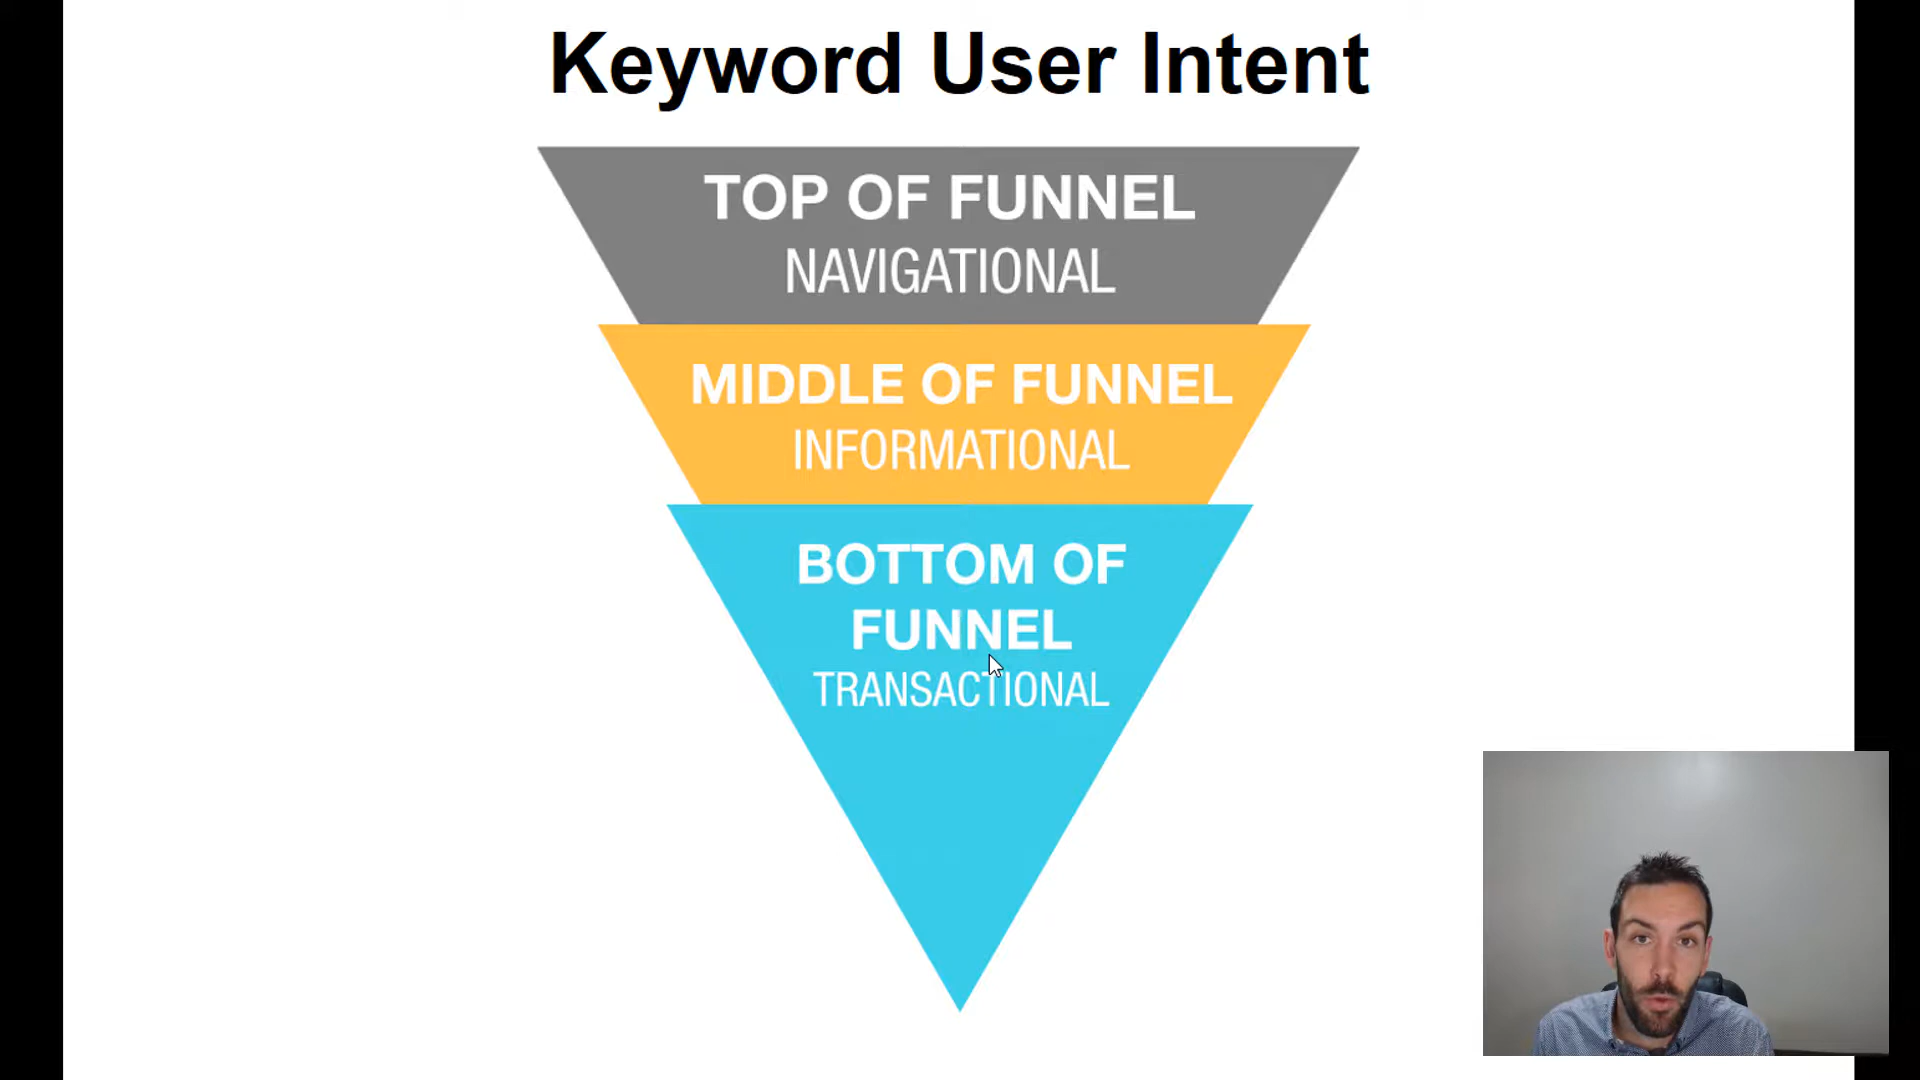 Keyword User Intent
TOP OF FUNNEL
NAVIGATIONAL
MIDDLE OF FUNNEL
INFORMATIONAL
BOTTOM OF
FUNNEL
TRANSACTIONAL